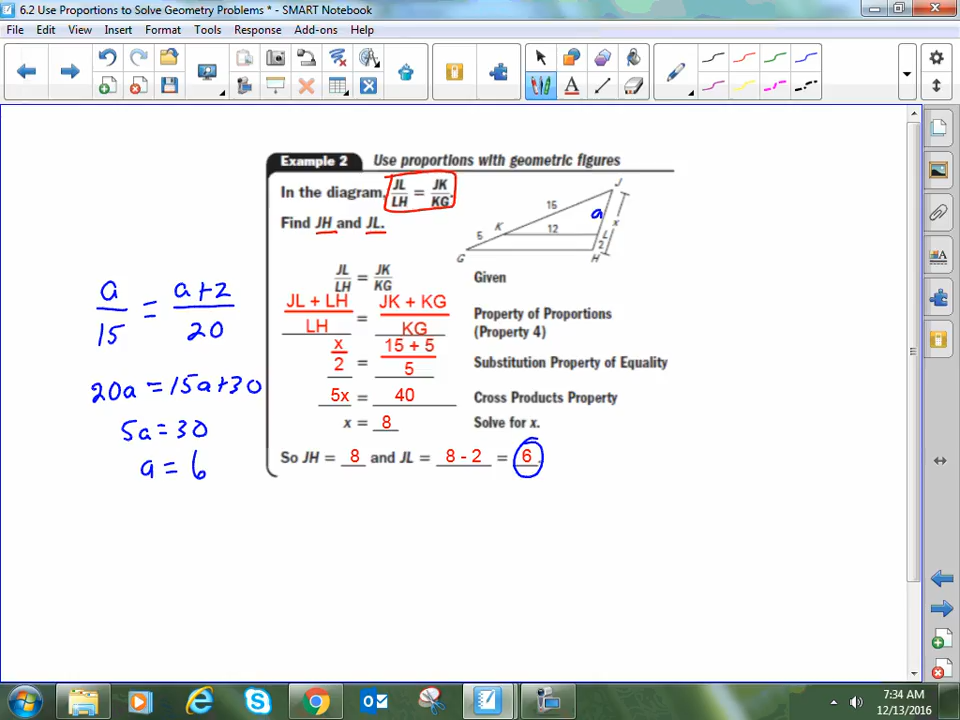 6.2 Use Proportions to Solve Geometry Problems * - SMART Notebook
File Edit View Insert Format Tools Response Add-ons Help
Example 2 Use proportions with geometric figures
In the diagram, JL/LH = JK/KG.
Find JH and JL.
J
15
a
x
K
12
5
L
2
G
H
JL/LH = JK/KG Given
JL + LH/LH = JK + KG/KG Property of Proportions
(Property 4)
x/2 = 15 + 5/5 Substitution Property of Equality
5x = 40 Cross Products Property
x = 8 Solve for x.
So JH = 8 and JL = 8 - 2 = 6.
a/15 = a+2/20
20a = 15a+30
5a = 30
a = 6
7:34 AM
12/13/2016